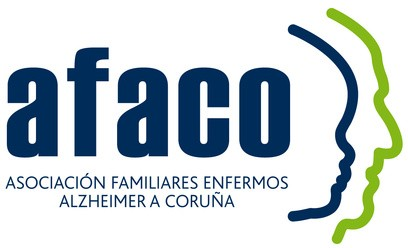 afaco
ASOCIACIÓN FAMILIARES ENFERMOS
ALZHEIMER A CORUÑA